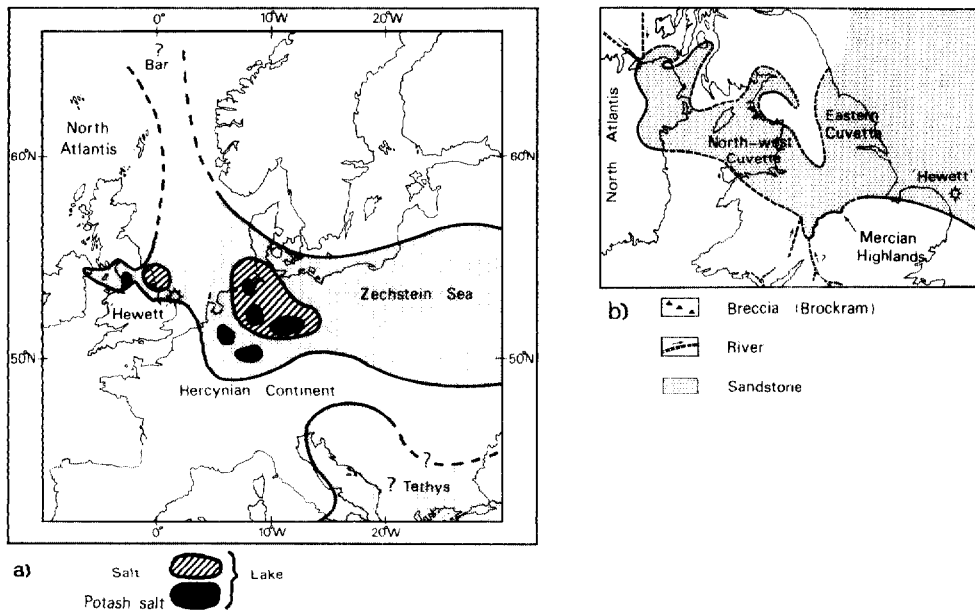 0°
10°W
20°W
?
Bar
North
Atlantis
60°N
60°N
Zechstein Sea
Hewett
50°N
50°N
Hercynian Continent
?
? Tethys
0°
10°W
20°W
a)
Salt
Potash salt
Lake
North Atlantis
North-west
Cuvette
Eastern
Cuvette
Hewett
Mercian
Highlands
b)
Breccia (Brockram)
River
Sandstone